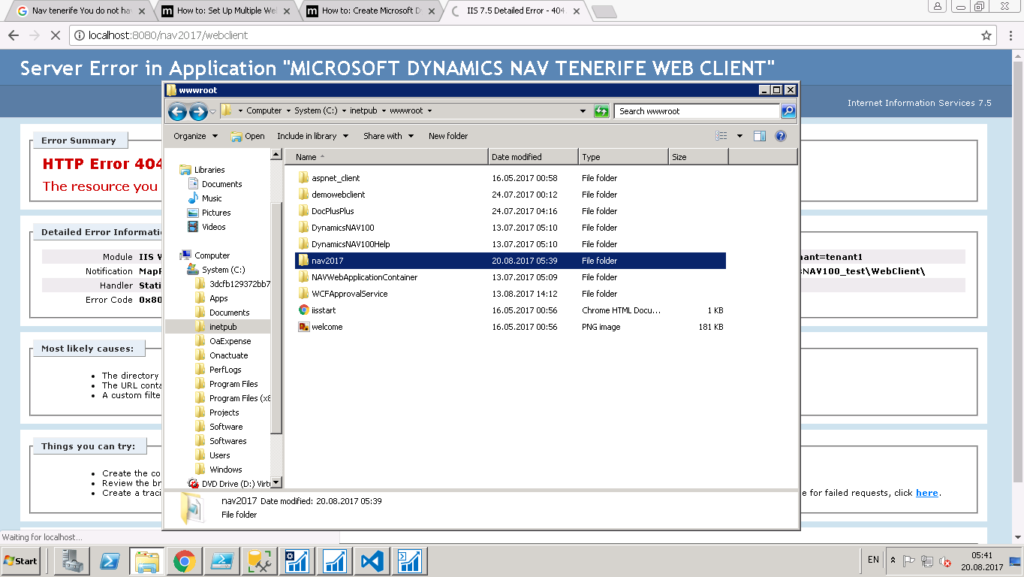 Nav tenerife You do not ha
How to: Set Up Multiple We
How to: Create Microsoft D
IIS 7.5 Detailed Error - 404
localhost:8080/nav2017/webclient
Server Error in Application "MICROSOFT DYNAMICS NAV TENERIFE WEB CLIENT"
Internet Information Services 7.5
Error Summary
HTTP Error 404
The resource you
Detailed Error Informatio
Module IIS W
Notification MapR
Handler Stati
Error Code 0x80
nant=tenant1
sNAV100_test\WebClient\
Most likely causes:
The directory
The URL conta
A custom filte
Things you can try:
Create the co
Review the br
Create a traci
e for failed requests, click here.
wwwroot
Computer System (C:) inetpub wwwroot
Search wwwroot
Organize Open Include in library Share with New folder
Libraries
Documents
Music
Pictures
Videos
Computer
System (C:)
3dcfb129372bb7
Apps
Documents
inetpub
OaExpense
Onactuate
PerfLogs
Program Files
Program Files (x8
Projects
Software
Softwares
Users
Windows
DVD Drive (D:) Virtu
Name Date modified Type Size
aspnet_client 16.05.2017 00:58 File folder
demowebclient 24.07.2017 00:12 File folder
DocPlusPlus 24.07.2017 04:16 File folder
DynamicsNAV100 13.07.2017 05:10 File folder
DynamicsNAV100Help 13.07.2017 05:10 File folder
nav2017 20.08.2017 05:39 File folder
NAVWebApplicationContainer 13.07.2017 05:09 File folder
WCFApprovalService 13.08.2017 14:12 File folder
iisstart 16.05.2017 00:56 Chrome HTML Docu... 1 KB
welcome 16.05.2017 00:56 PNG image 181 KB
nav2017 Date modified: 20.08.2017 05:39
File folder
Waiting for localhost...
Start
EN
05:41
20.08.2017